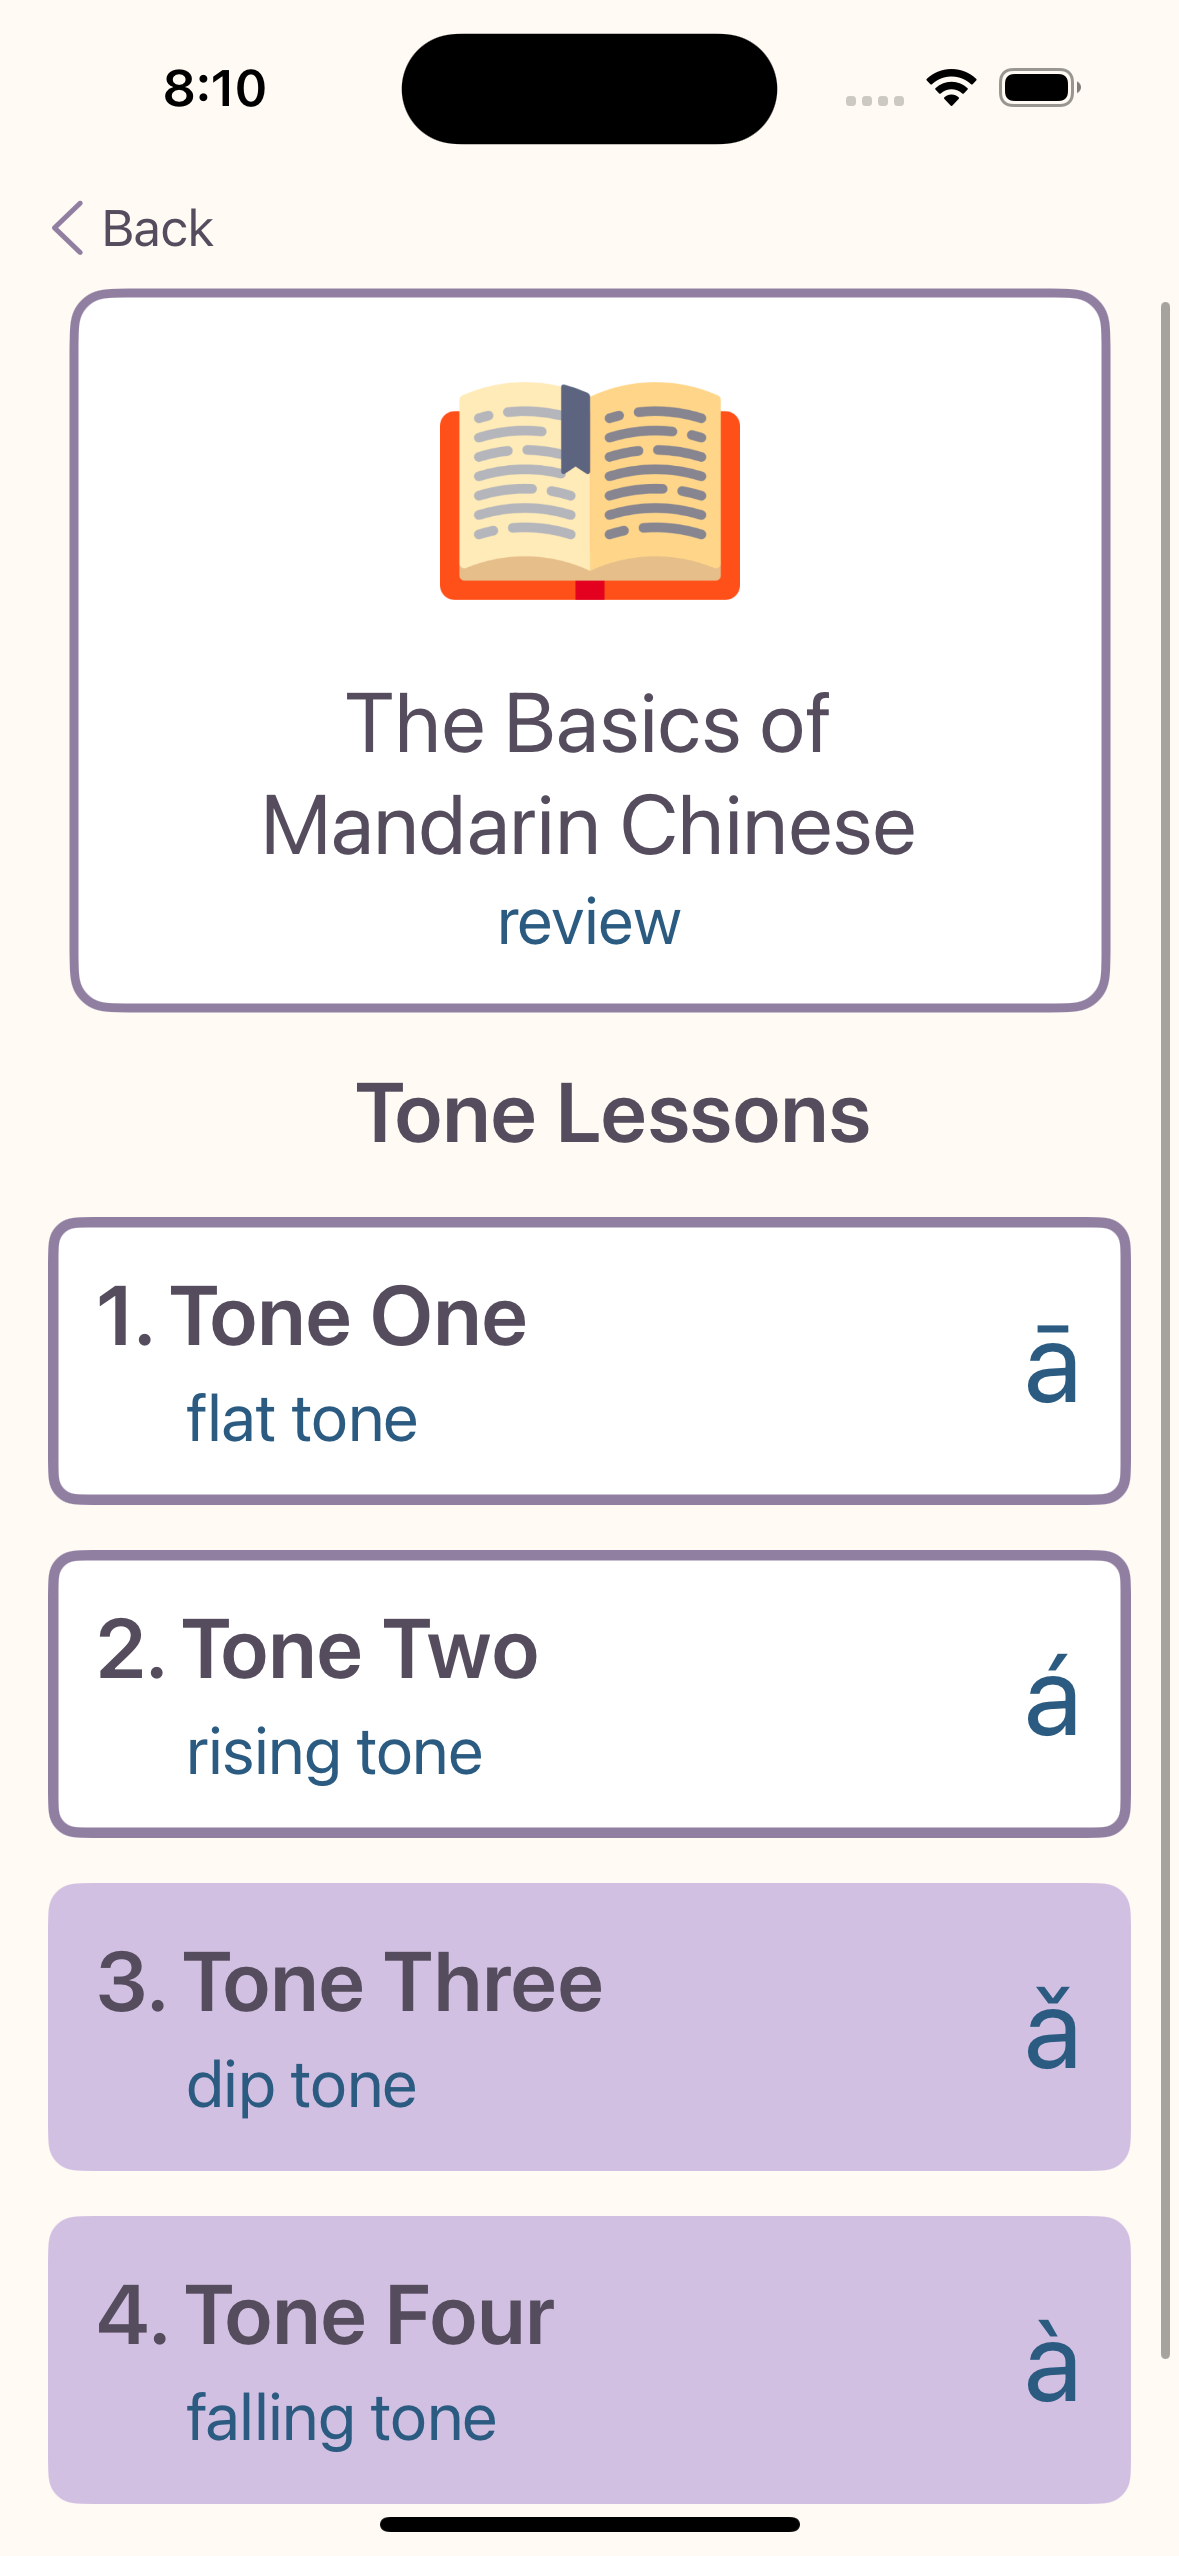 8:10
Back
The Basics of
Mandarin Chinese
review
Tone Lessons
1. Tone One
flat tone
ā
2. Tone Two
rising tone
á
3. Tone Three
dip tone
ǎ
4. Tone Four
falling tone
à